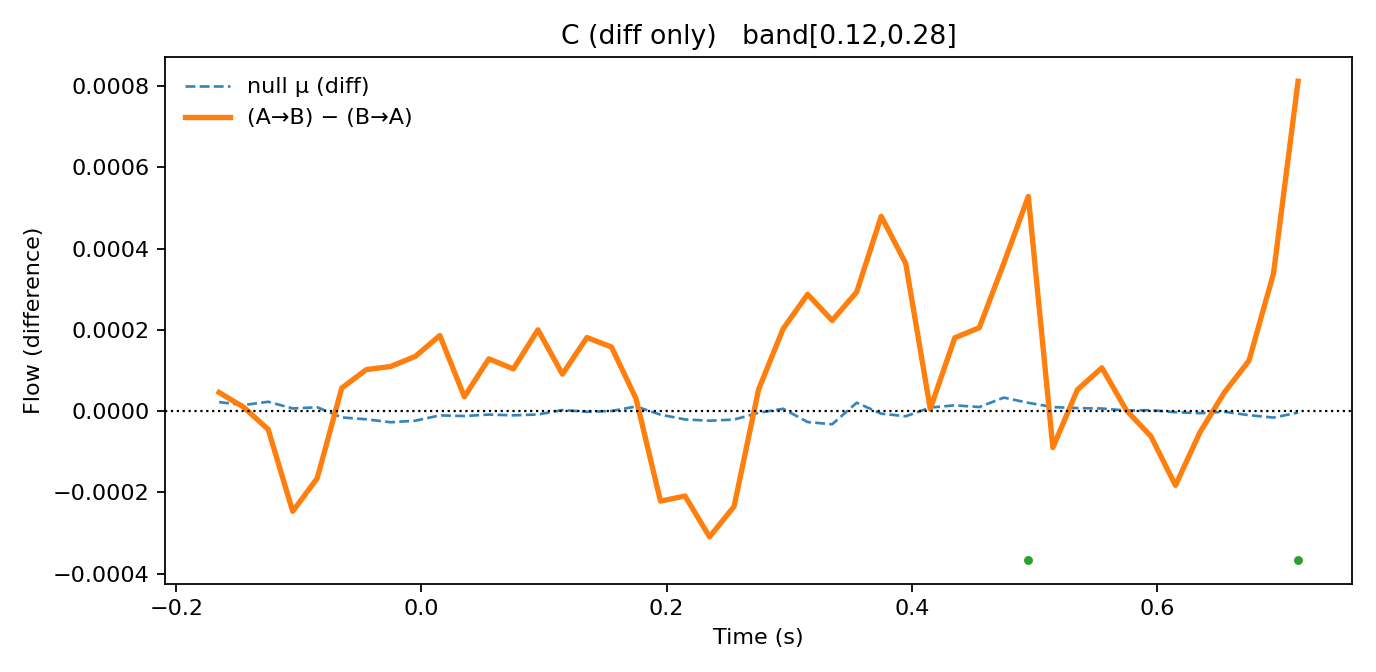 C (diff only)   band[0.12,0.28]
null μ (diff)
(A→B) − (B→A)
Flow (difference)
0.0008
0.0006
0.0004
0.0002
0.0000
−0.0002
−0.0004
−0.2
0.0
0.2
0.4
0.6
Time (s)